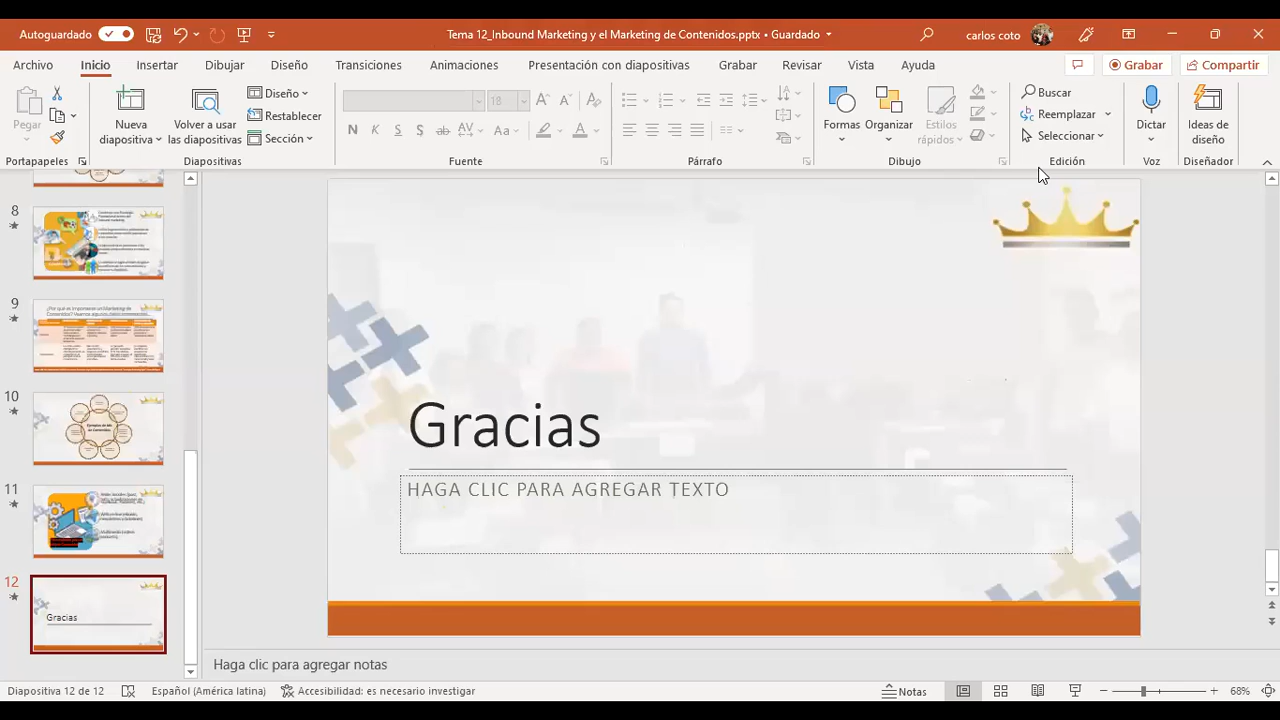 Autoguardado
Tema 12_Inbound Marketing y el Marketing de Contenidos.pptx • Guardado
carlos coto
Archivo Inicio Insertar Dibujar Diseño Transiciones Animaciones Presentación con diapositivas Grabar Revisar Vista Ayuda
Grabar Compartir
Pegar
Portapapeles
Nueva diapositiva
Volver a usar las diapositivas
Diseño
Restablecer
Sección
Diapositivas
18
N K S S ab AV Aa
Fuente
Párrafo
Formas
Organizar
Estilos rápidos
Dibujo
Buscar
Reemplazar
Seleccionar
Edición
Dictar
Voz
Ideas de diseño
Diseñador
8
9
10
11
12
Gracias
Gracias
HAGA CLIC PARA AGREGAR TEXTO
Haga clic para agregar notas
Diapositiva 12 de 12
Español (América latina)
Accesibilidad: es necesario investigar
Notas
68%